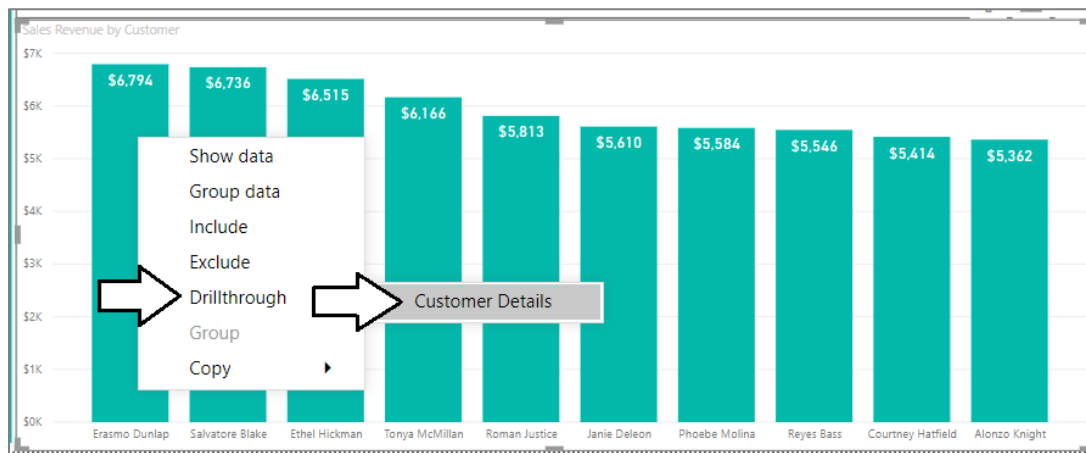 Sales Revenue by Customer
$7K
$6K
$5K
$4K
$3K
$2K
$1K
$0K
$6,794
$6,736
$6,515
$6,166
$5,813
$5,610
$5,584
$5,546
$5,414
$5,362
Show data
Group data
Include
Exclude
Drillthrough
Customer Details
Group
Copy
Erasmo Dunlap Salvatore Blake Ethel Hickman Tonya McMillan Roman Justice Janie Deleon Phoebe Molina Reyes Bass Courtney Hatfield Alonzo Knight